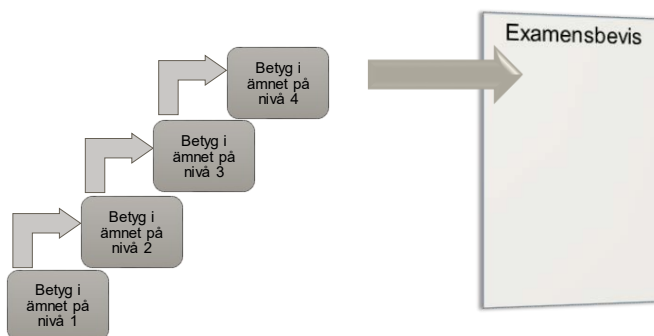 Examensbevis
Betyg i
ämnet på
nivå 4
Betyg i
ämnet på
nivå 3
Betyg i
ämnet på
nivå 2
Betyg i
ämnet på
nivå 1